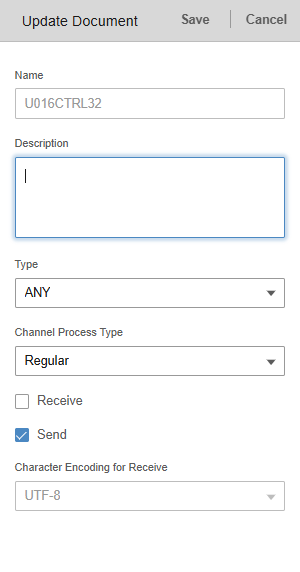 Update Document
Save
Cancel
Name
U016CTRL32
Description
Type
ANY
Channel Process Type
Regular
Receive
Send
Character Encoding for Receive
UTF-8